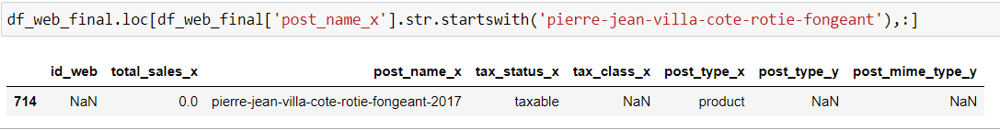 df_web_final.loc[df_web_final['post_name_x'].str.startswith('pierre-jean-villa-cote-rotie-fongeant'),:]
id_web total_sales_x post_name_x tax_status_x tax_class_x post_type_x post_type_y post_mime_type_y
714 NaN 0.0 pierre-jean-villa-cote-rotie-fongeant-2017 taxable NaN product NaN NaN